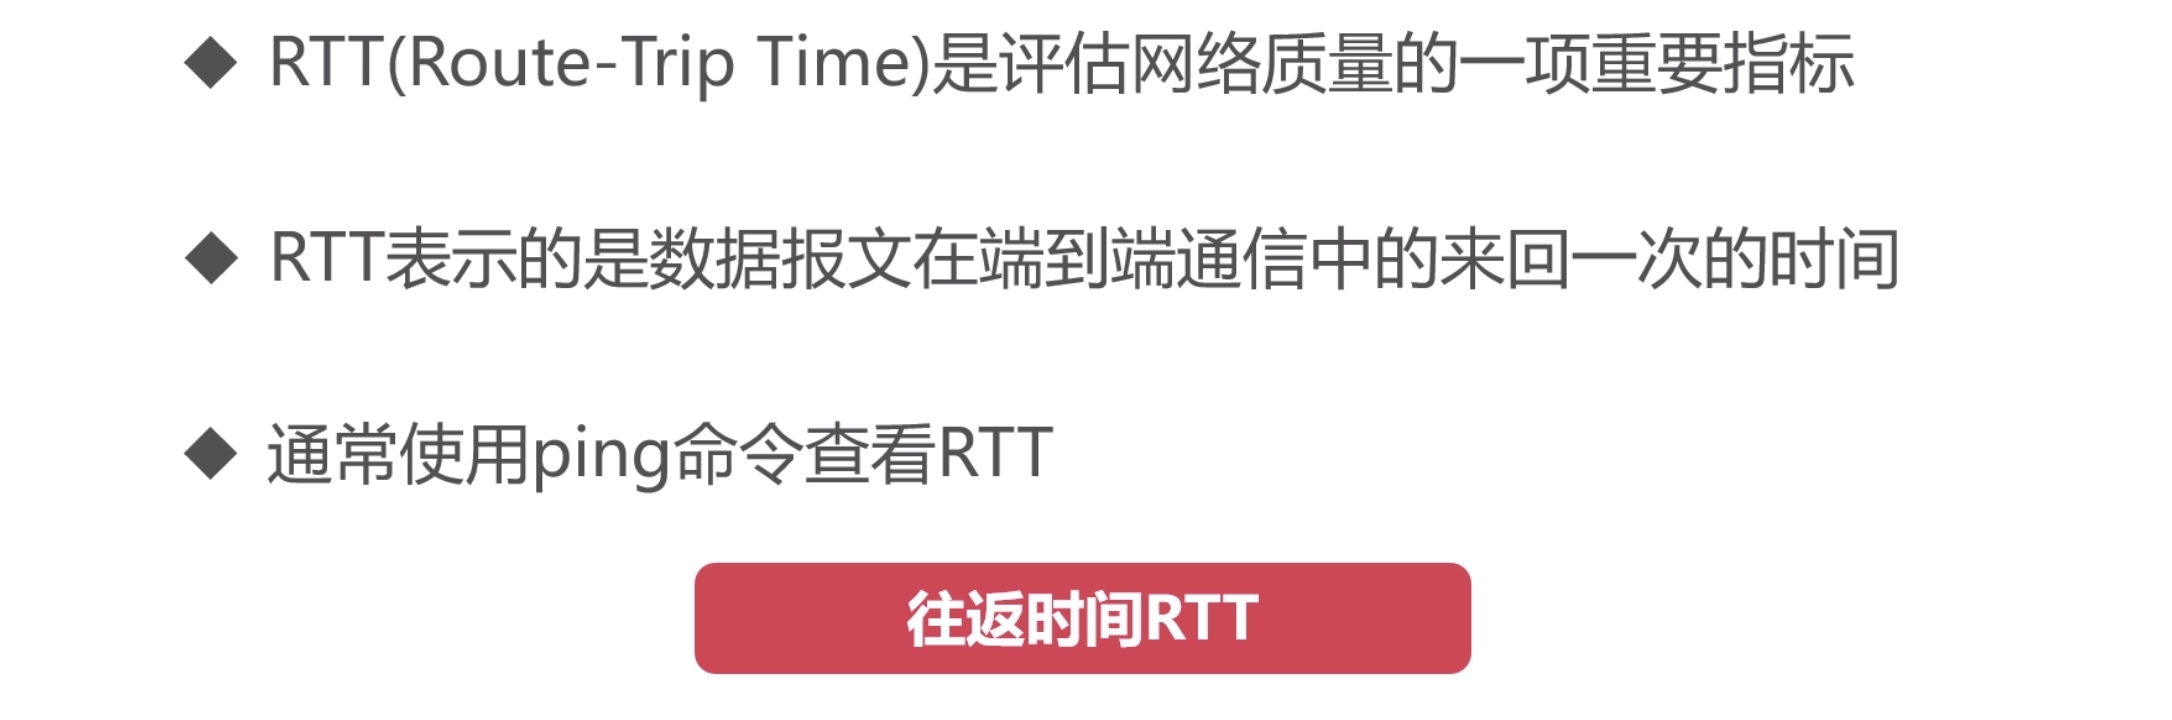 ◆ RTT(Route-Trip Time)是评估网络质量的一项重要指标
◆ RTT表示的是数据报文在端到端通信中的来回一次的时间
◆ 通常使用ping命令查看RTT
往返时间RTT